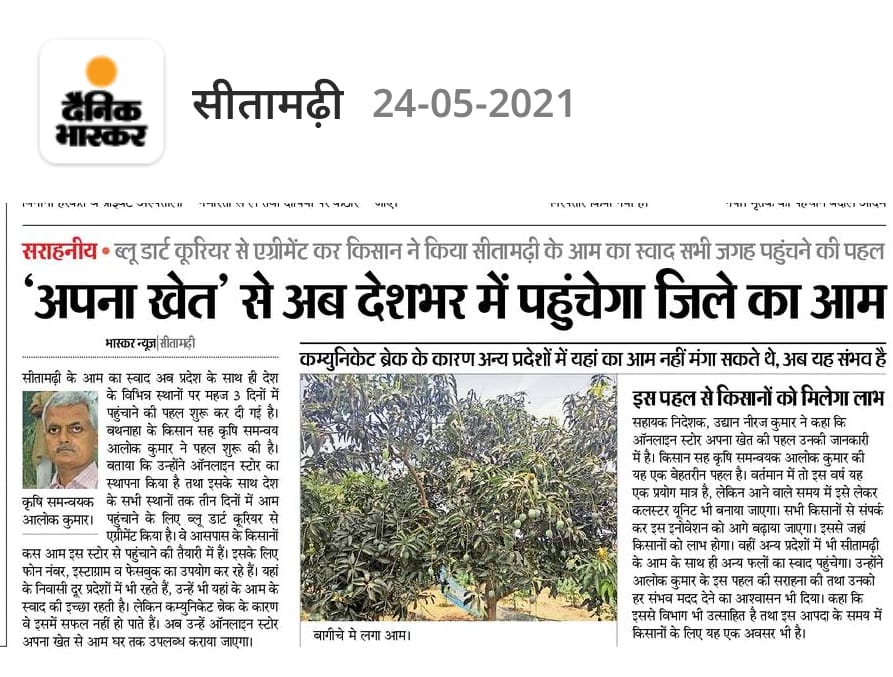 दैनिक
भास्कर
सीतामढ़ी 24-05-2021
सराहनीय • ब्लू डार्ट कूरियर से एग्रीमेंट कर किसान ने किया सीतामढ़ी के आम का स्वाद सभी जगह पहुंचने की पहल
‘अपना खेत’ से अब देशभर में पहुंचेगा जिले का आम
भास्कर न्यूज|सीतामढ़ी
सीतामढ़ी के आम का स्वाद अब प्रदेश के साथ ही देश
के विभिन्न स्थानों पर महज 3 दिनों में
पहुंचाने की पहल शुरू कर दी गई है।
बथनाहा के किसान सह कृषि समन्वय
आलोक कुमार ने पहल शुरू की है।
बताया कि उन्होंने ऑनलाइन स्टोर का
स्थापना किया है तथा इसके साथ देश
के सभी स्थानों तक तीन दिनों में आम
पहुंचाने के लिए ब्लू डार्ट कूरियर से
एग्रीमेंट किया है। वे आसपास के किसानों
कृषि समन्वयक
आलोक कुमार।
कस आम इस स्टोर से पहुंचाने की तैयारी में हैं। इसके लिए
फोन नंबर, इंस्टाग्राम व फेसबुक का उपयोग कर रहे हैं। यहां
के निवासी दूर प्रदेशों में भी रहते हैं, उन्हें भी यहां के आम के
स्वाद की इच्छा रहती है। लेकिन कम्युनिकेट ब्रेक के कारण
वे इसमें सफल नहीं हो पाते हैं। अब उन्हें ऑनलाइन स्टोर
अपना खेत से आम घर तक उपलब्ध कराया जाएगा।
कम्युनिकेट ब्रेक के कारण अन्य प्रदेशों में यहां का आम नहीं मंगा सकते थे, अब यह संभव है
बागीचे मे लगा आम।
इस पहल से किसानों को मिलेगा लाभ
सहायक निदेशक, उद्यान नीरज कुमार ने कहा कि
ऑनलाइन स्टोर अपना खेत की पहल उनकी जानकारी
में है। किसान सह कृषि समन्वयक आलोक कुमार की
यह एक बेहतरीन पहल है। वर्तमान में तो इस वर्ष यह
एक प्रयोग मात्र है, लेकिन आने वाले समय में इसे लेकर
कलस्टर यूनिट भी बनाया जाएगा। सभी किसानों से संपर्क
कर इस इनोवेशन को आगे बढ़ाया जाएगा। इससे जहां
किसानों को लाभ होगा। वहीं अन्य प्रदेशों में भी सीतामढ़ी
के आम के साथ ही अन्य फलों का स्वाद पहुंचेगा। उन्होंने
आलोक कुमार के इस पहल की सराहना की तथा उनको
हर संभव मदद देने का आश्वासन भी दिया। कहा कि
इससे विभाग भी उत्साहित है तथा इस आपदा के समय में
किसानों के लिए यह एक अवसर भी है।